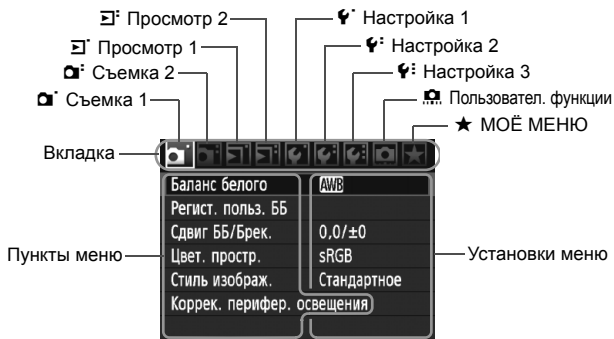 Просмотр 2
Настройка 1
Просмотр 1
Настройка 2
Съемка 2
Настройка 3
Съемка 1
Пользовател. функции
МОЁ МЕНЮ
Вкладка
Баланс белого AWB
Регист. польз. ББ
Сдвиг ББ/Брек. 0,0/±0
Пункты меню
Цвет. простр. sRGB
Установки меню
Стиль изображ. Стандартное
Коррек. перифер. освещения